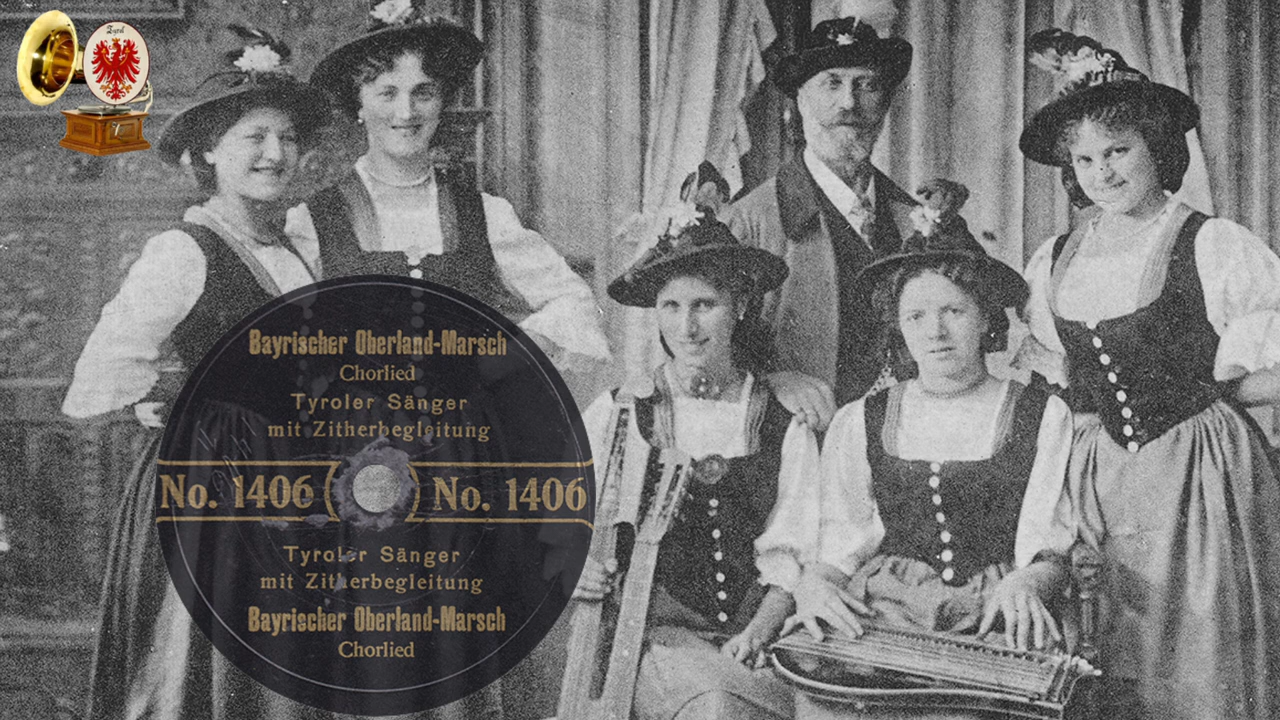 Tyrol
Bayrischer Oberland-Marsch
Chorlied
Tyroler Sänger
mit Zitherbegleitung
No. 1406 No. 1406
Tyroler Sänger
mit Zitherbegleitung
Bayrischer Oberland-Marsch
Chorlied